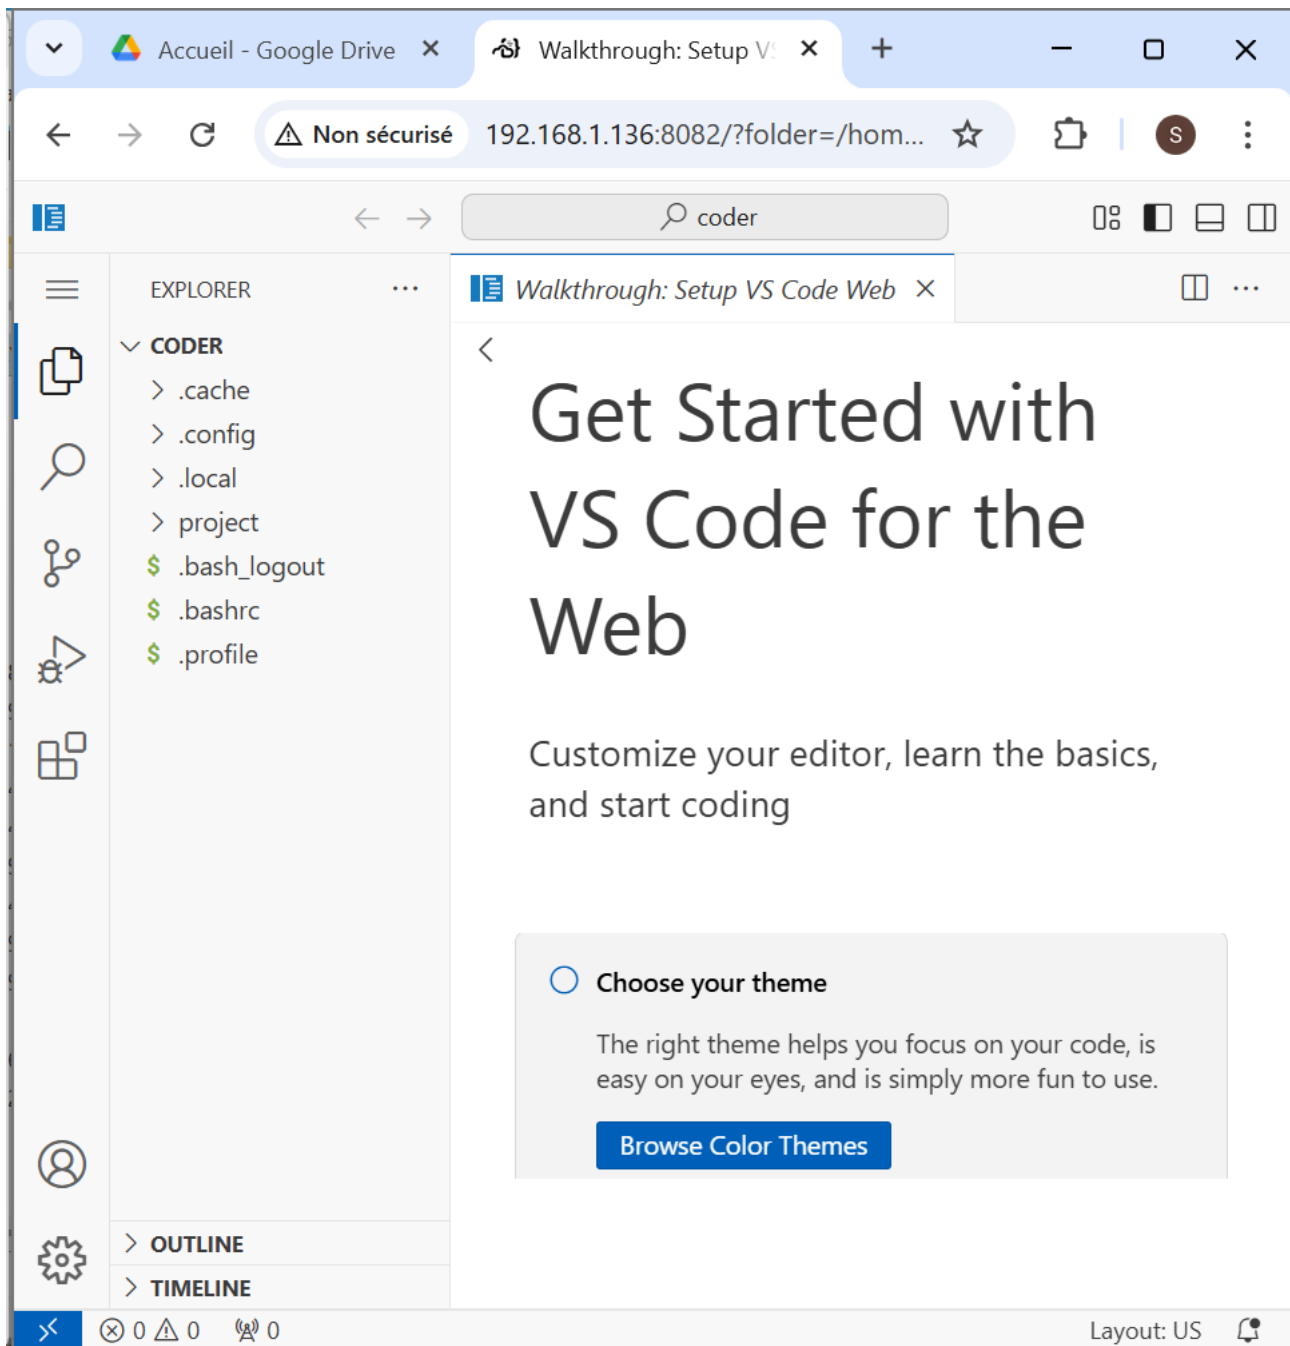 Accueil - Google Drive
Walkthrough: Setup VS
Non sécurisé
192.168.1.136:8082/?folder=/hom...
S
coder
EXPLORER
Walkthrough: Setup VS Code Web
CODER
.cache
.config
.local
project
$ .bash_logout
$ .bashrc
$ .profile
Get Started with
VS Code for the
Web
Customize your editor, learn the basics,
and start coding
Choose your theme
The right theme helps you focus on your code, is
easy on your eyes, and is simply more fun to use.
Browse Color Themes
OUTLINE
TIMELINE
0 0 0
Layout: US